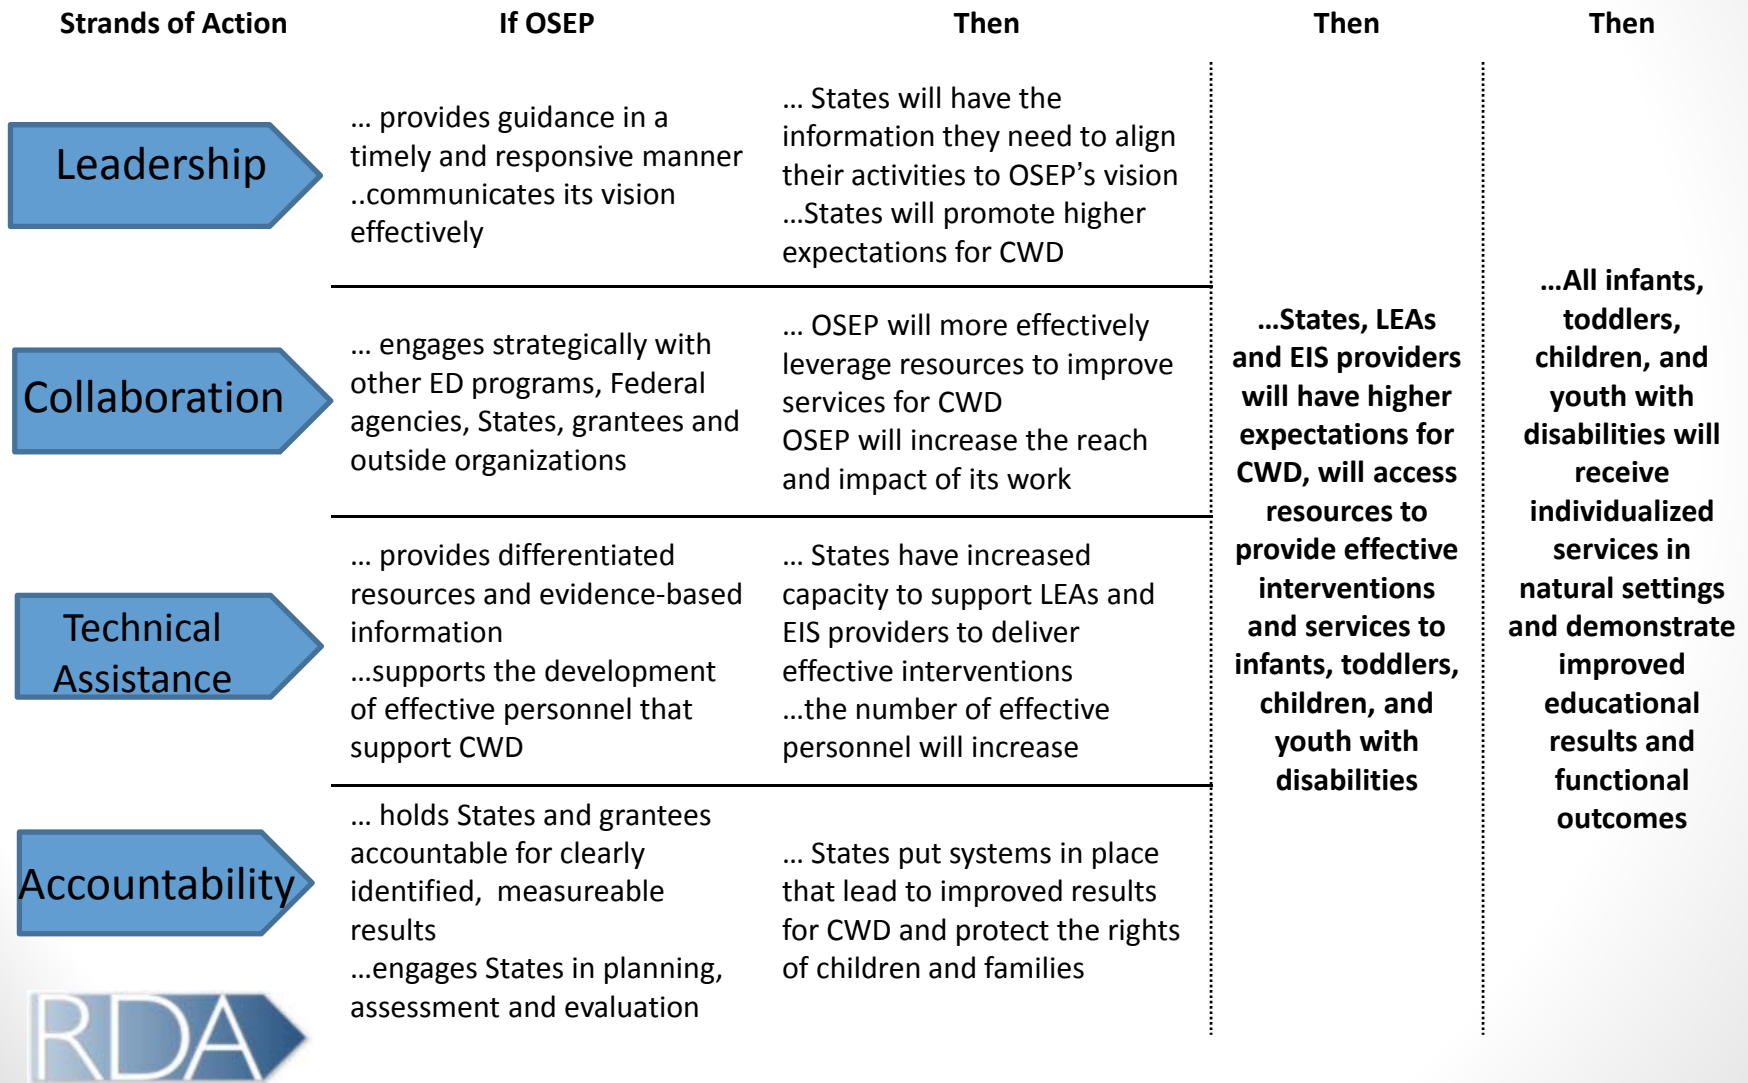 Strands of Action
If OSEP
Then
Then
Then
Leadership
… provides guidance in a
timely and responsive manner
..communicates its vision
effectively
… States will have the
information they need to align
their activities to OSEP’s vision
…States will promote higher
expectations for CWD
Collaboration
… engages strategically with
other ED programs, Federal
agencies, States, grantees and
outside organizations
… OSEP will more effectively
leverage resources to improve
services for CWD
OSEP will increase the reach
and impact of its work
Technical
Assistance
… provides differentiated
resources and evidence-based
information
…supports the development
of effective personnel that
support CWD
… States have increased
capacity to support LEAs and
EIS providers to deliver
effective interventions
…the number of effective
personnel will increase
Accountability
… holds States and grantees
accountable for clearly
identified,  measureable
results
…engages States in planning,
assessment and evaluation
… States put systems in place
that lead to improved results
for CWD and protect the rights
of children and families
…States, LEAs
and EIS providers
will have higher
expectations for
CWD, will access
resources to
provide effective
interventions
and services to
infants, toddlers,
children, and
youth with
disabilities
…All infants,
toddlers,
children, and
youth with
disabilities will
receive
individualized
services in
natural settings
and demonstrate
improved
educational
results and
functional
outcomes
RDA